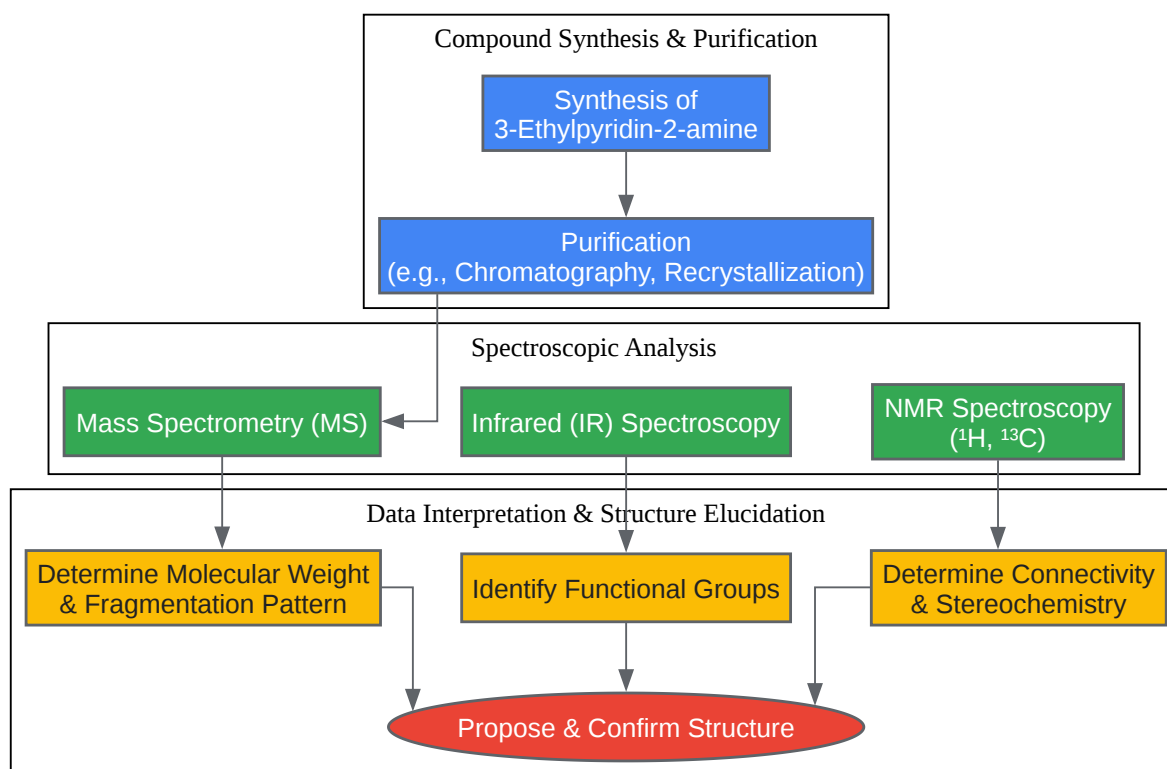 Compound Synthesis & Purification
Synthesis of
3-Ethylpyridin-2-amine
Purification
(e.g., Chromatography, Recrystallization)
Spectroscopic Analysis
Mass Spectrometry (MS)
Infrared (IR) Spectroscopy
NMR Spectroscopy
(¹H, ¹³C)
Data Interpretation & Structure Elucidation
Determine Molecular Weight
& Fragmentation Pattern
Identify Functional Groups
Determine Connectivity
& Stereochemistry
Propose & Confirm Structure